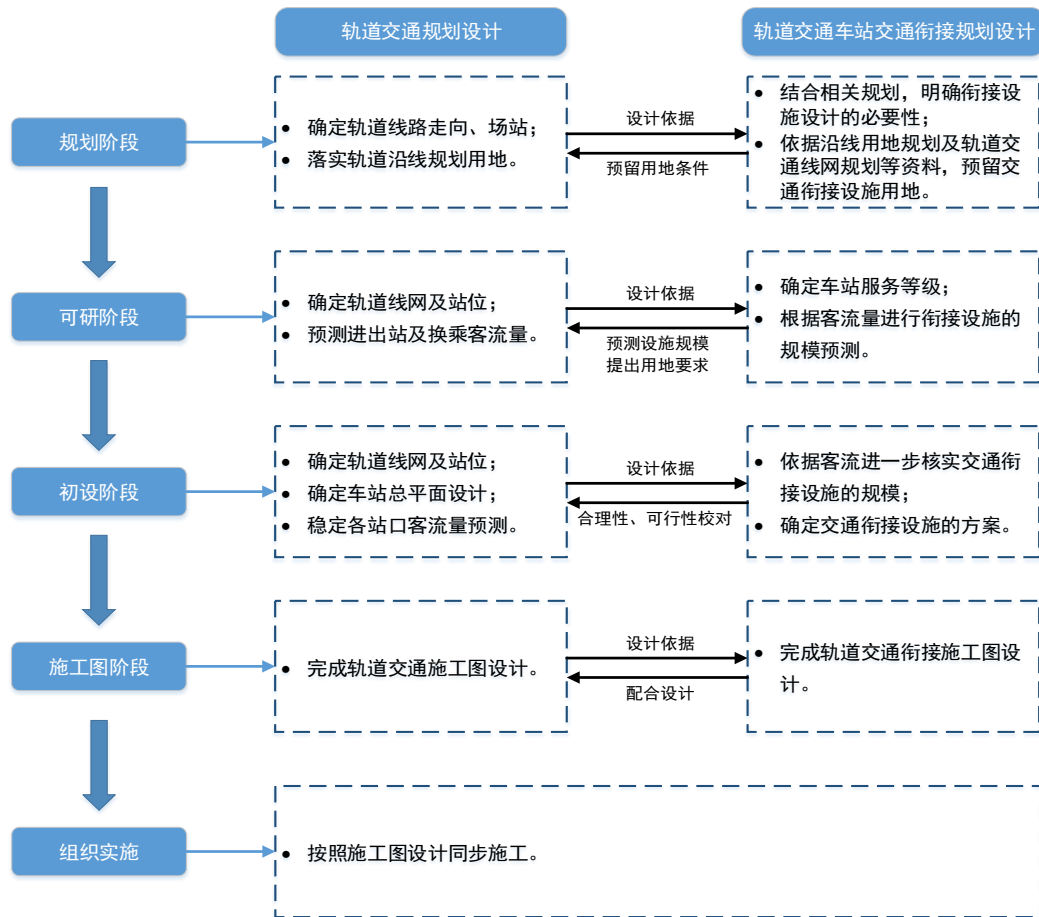 轨道交通规划设计
轨道交通车站交通衔接规划设计
规划阶段
• 确定轨道线路走向、场站；
• 落实轨道沿线规划用地。
设计依据
预留用地条件
• 结合相关规划，明确衔接设
施设计的必要性；
• 依据沿线用地规划及轨道交
通线网规划等资料，预留交
通衔接设施用地。
可研阶段
• 确定轨道线网及站位；
• 预测进出站及换乘客流量。
设计依据
预测设施规模
提出用地要求
• 确定车站服务等级；
• 根据客流量进行衔接设施的
规模预测。
初设阶段
• 确定轨道线网及站位；
• 确定车站总平面设计；
• 稳定各站口客流量预测。
设计依据
合理性、可行性校对
• 依据客流进一步核实交通衔
接设施的规模；
• 确定交通衔接设施的方案。
施工图阶段
• 完成轨道交通施工图设计。
设计依据
配合设计
• 完成轨道交通衔接施工图设
计。
组织实施
• 按照施工图设计同步施工。